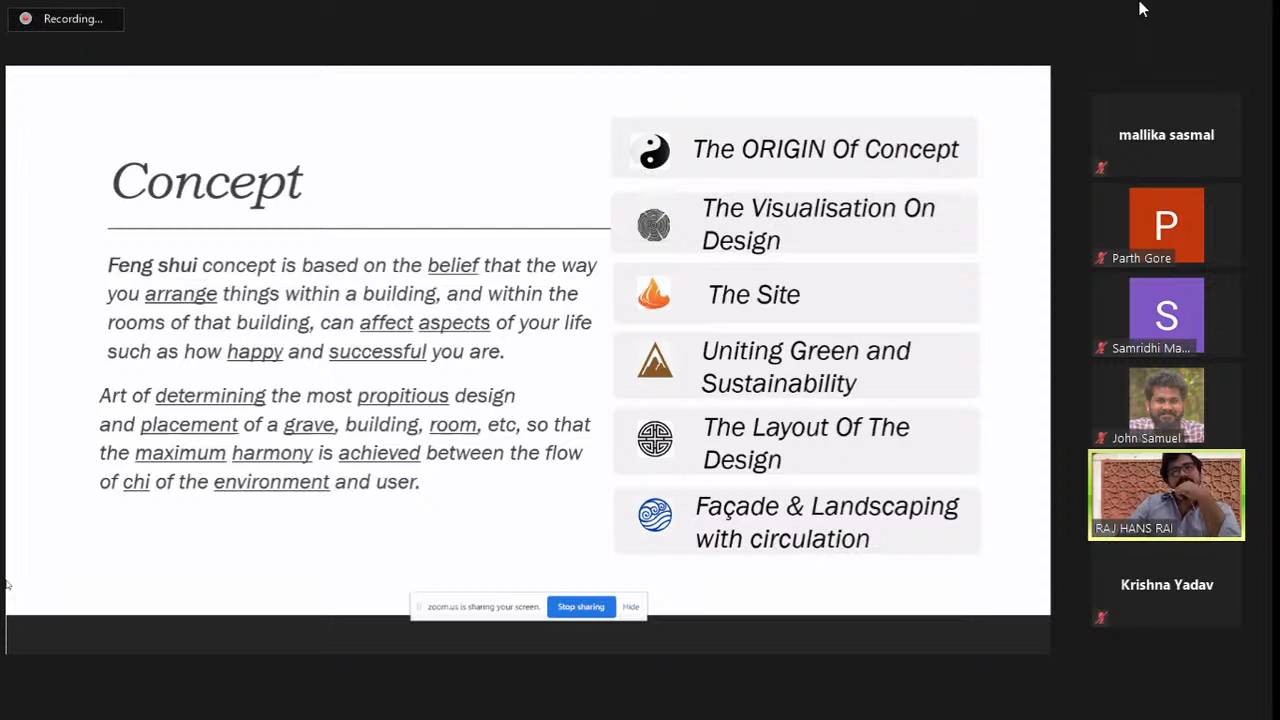 Recording...
Concept
Feng shui concept is based on the belief that the way
you arrange things within a building, and within the
rooms of that building, can affect aspects of your life
such as how happy and successful you are.
Art of determining the most propitious design
and placement of a grave, building, room, etc, so that
the maximum harmony is achieved between the flow
of chi of the environment and user.
The ORIGIN Of Concept
The Visualisation On
Design
The Site
Uniting Green and
Sustainability
The Layout Of The
Design
Façade & Landscaping
with circulation
zoom.us is sharing your screen.
Stop sharing
Hide
mallika sasmal
P
Parth Gore
S
Samridhi Ma...
John Samuel
RAJ HANS RAI
Krishna Yadav